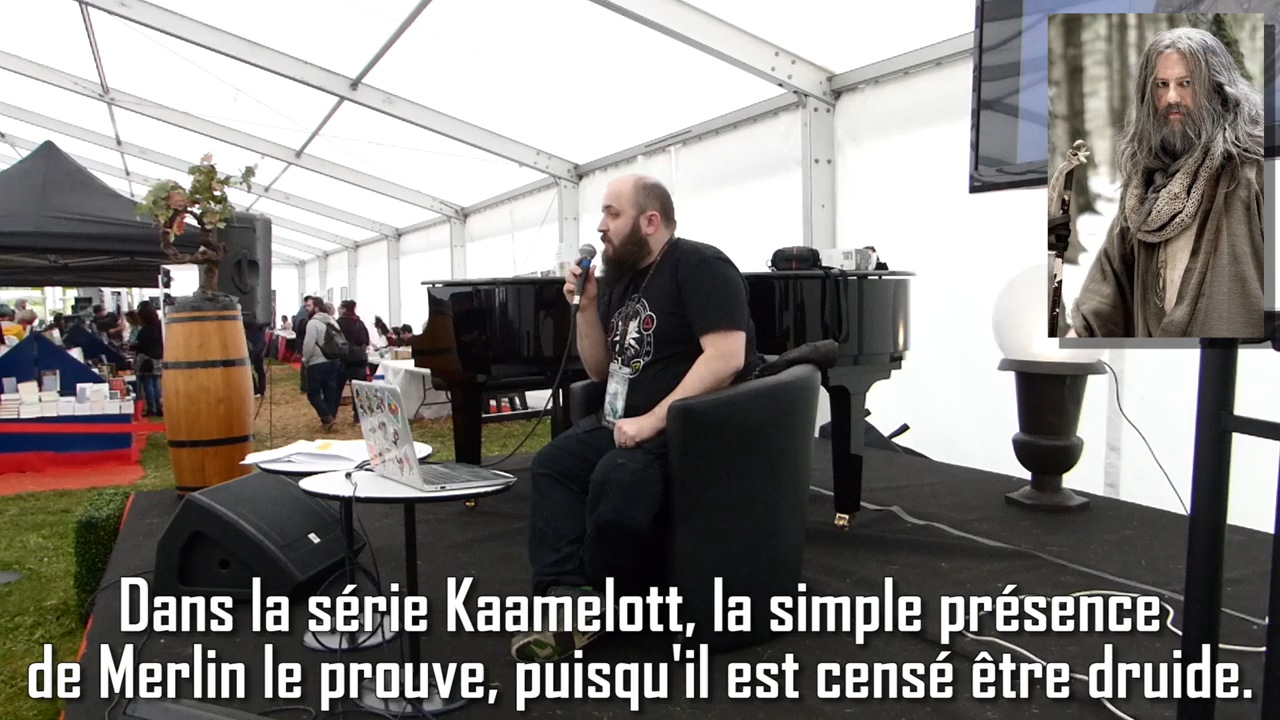 Dans la série Kaamelott, la simple présence
de Merlin le prouve, puisqu'il est censé être druide.